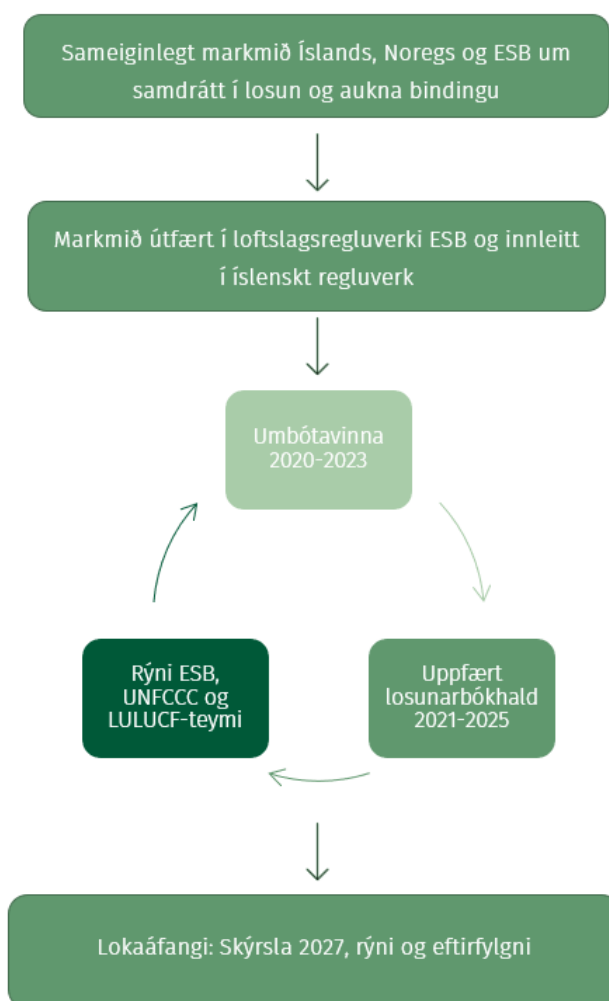 Sameiginlegt markmið Íslands, Noregs og ESB um
samdrátt í losun og aukna bindingu
Markmið útfært í loftslagsregluverki ESB og innleitt
í íslenskt regluverk
Umbótavinna
2020-2023
Rýni ESB,
UNFCCC og
LULUCF-teymi
Uppfært
losunarbókhald
2021-2025
Lokaáfangi: Skýrsla 2027, rýni og eftirfylgni